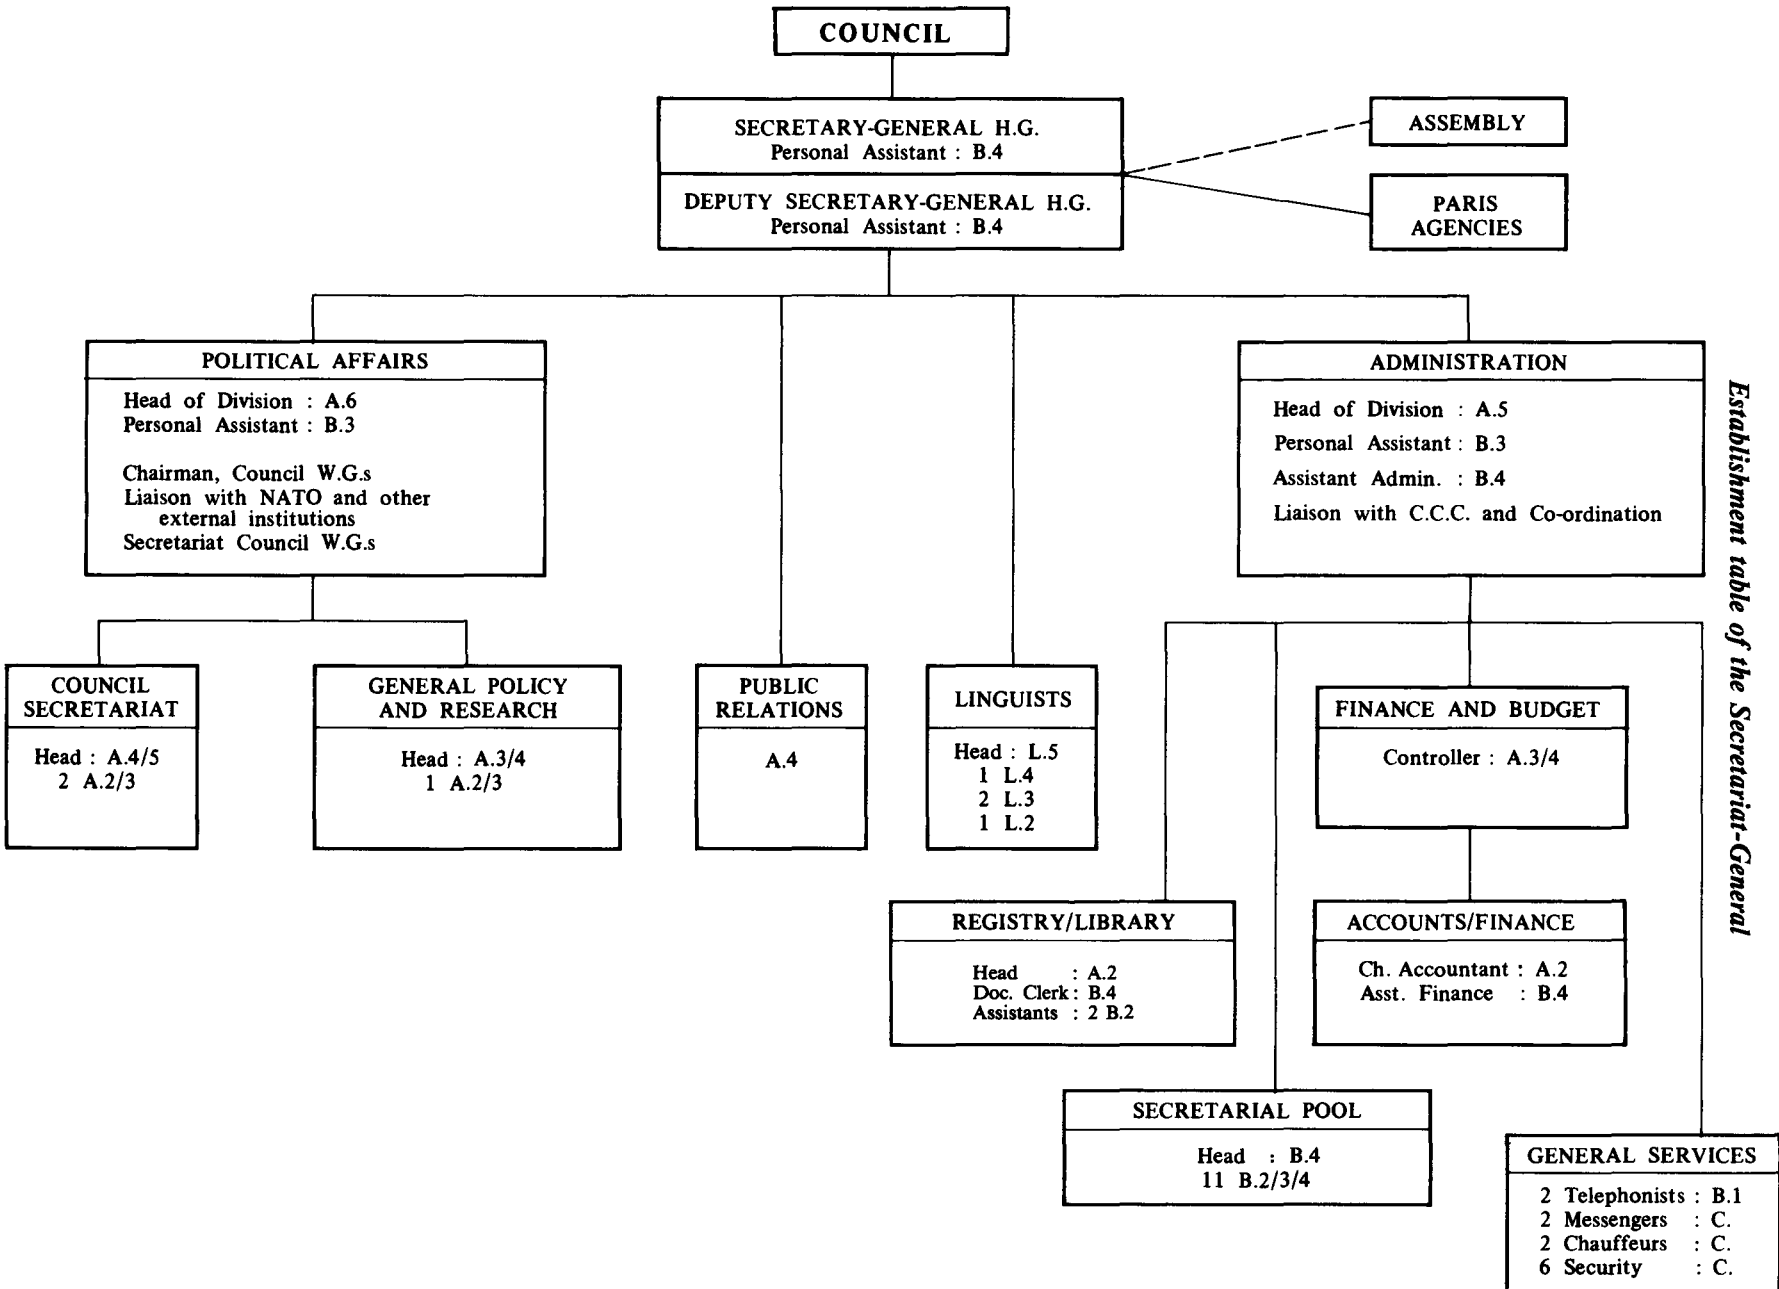 COUNCIL
SECRETARY-GENERAL H.G.
Personal Assistant : B.4
DEPUTY SECRETARY-GENERAL H.G.
Personal Assistant : B.4
ASSEMBLY
PARIS
AGENCIES
POLITICAL AFFAIRS
Head of Division : A.6
Personal Assistant : B.3
Chairman, Council W.G.s
Liaison with NATO and other
external institutions
Secretariat Council W.G.s
ADMINISTRATION
Head of Division : A.5
Personal Assistant : B.3
Assistant Admin. : B.4
Liaison with C.C.C. and Co-ordination
Establishment table of the Secretariat-General
COUNCIL
SECRETARIAT
Head : A.4/5
2 A.2/3
GENERAL POLICY
AND RESEARCH
Head : A.3/4
1 A.2/3
PUBLIC
RELATIONS
A.4
LINGUISTS
Head : L.5
1 L.4
2 L.3
1 L.2
FINANCE AND BUDGET
Controller : A.3/4
REGISTRY/LIBRARY
Head : A.2
Doc. Clerk : B.4
Assistants : 2 B.2
ACCOUNTS/FINANCE
Ch. Accountant : A.2
Asst. Finance : B.4
SECRETARIAL POOL
Head : B.4
11 B.2/3/4
GENERAL SERVICES
2 Telephonists : B.1
2 Messengers : C.
2 Chauffeurs : C.
6 Security : C.